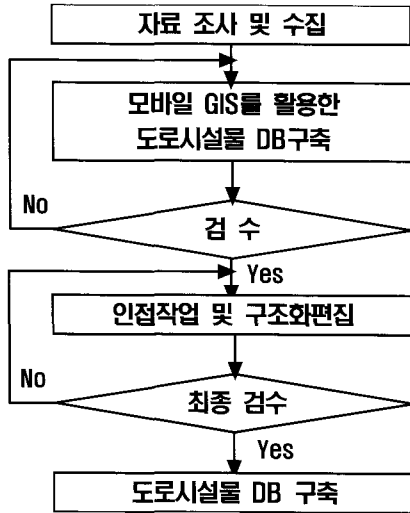 자료 조사 및 수집
모바일 GIS를 활용한
도로시설물 DB구축
No
검 수
Yes
인접작업 및 구조화편집
No
최종 검수
Yes
도로시설물 DB 구축